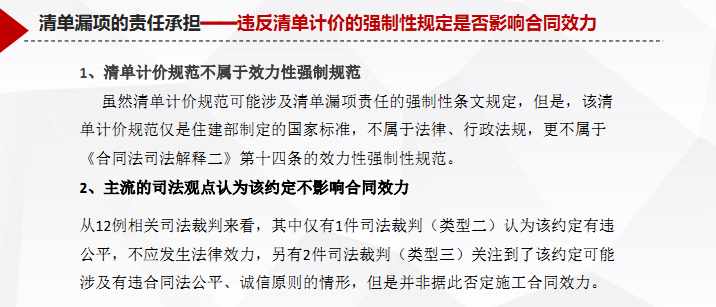 清单漏项的责任承担——违反清单计价的强制性规定是否影响合同效力
1、清单计价规范不属于效力性强制规范
虽然清单计价规范可能涉及清单漏项责任的强制性条文规定，但是，该清
单计价规范仅是住建部制定的国家标准，不属于法律、行政法规，更不属于
《合同法司法解释二》第十四条的效力性强制性规范。
2、主流的司法观点认为该约定不影响合同效力
从12例相关司法裁判来看，其中仅有1件司法裁判（类型二）认为该约定有违
公平，不应发生法律效力，另有2件司法裁判（类型三）关注到了该约定可能
涉及有违合同法公平、诚信原则的情形，但是并非据此否定施工合同效力。